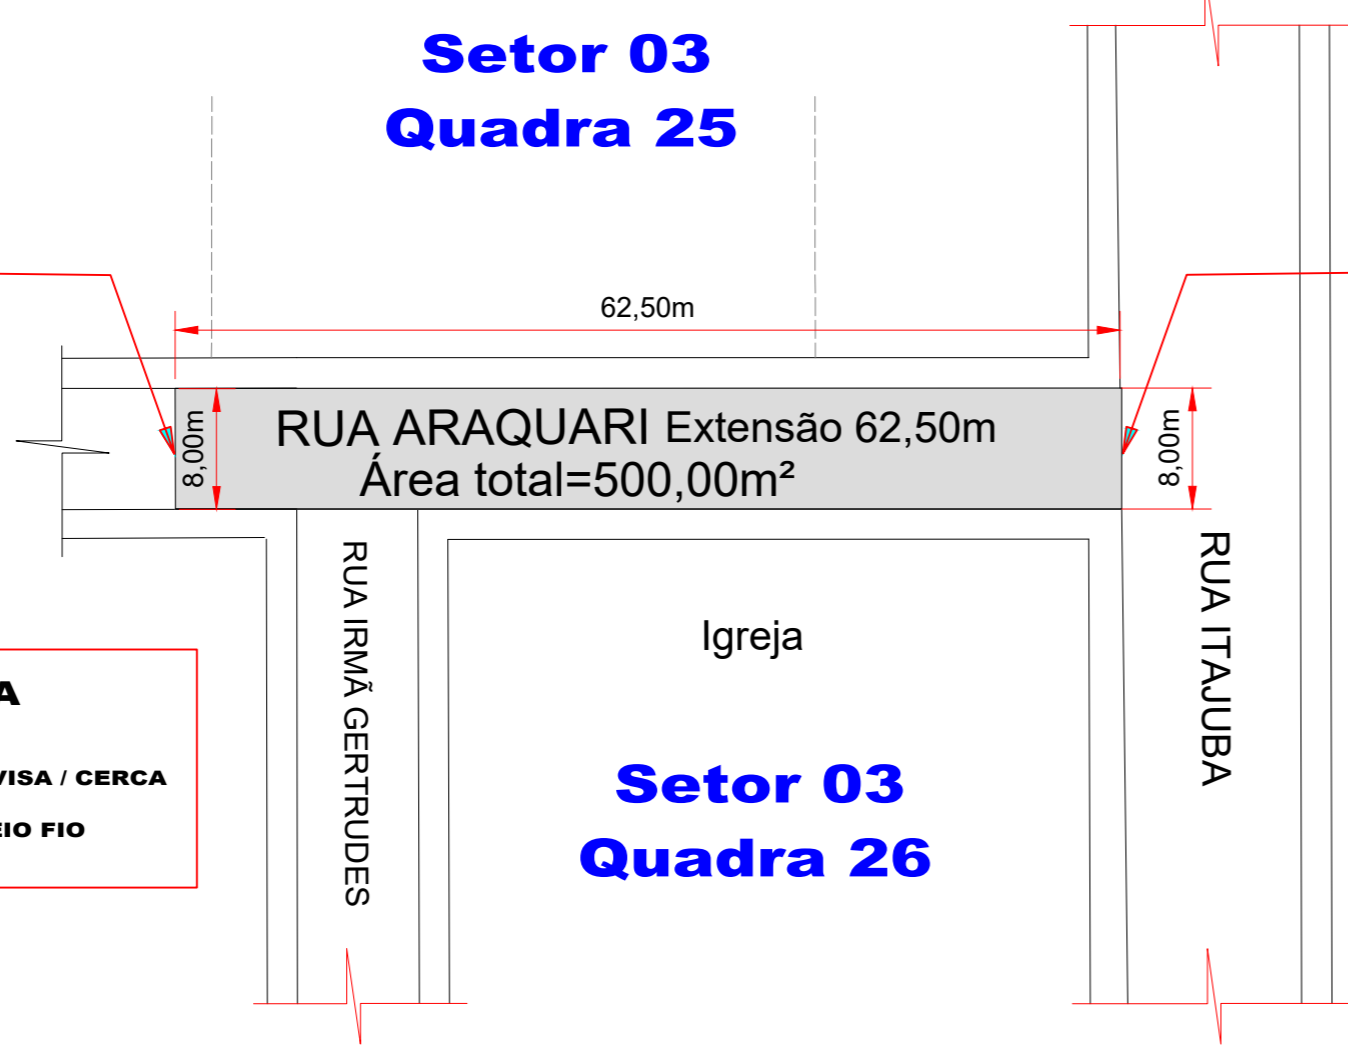 Setor 03
Quadra 25
62,50m
8,00m
RUA ARAQUARI Extensão 62,50m
Área total=500,00m²
8,00m
RUA IRMÃ GERTRUDES
RUA ITAJUBA
Igreja
A
VISA / CERCA
EIO FIO
Setor 03
Quadra 26